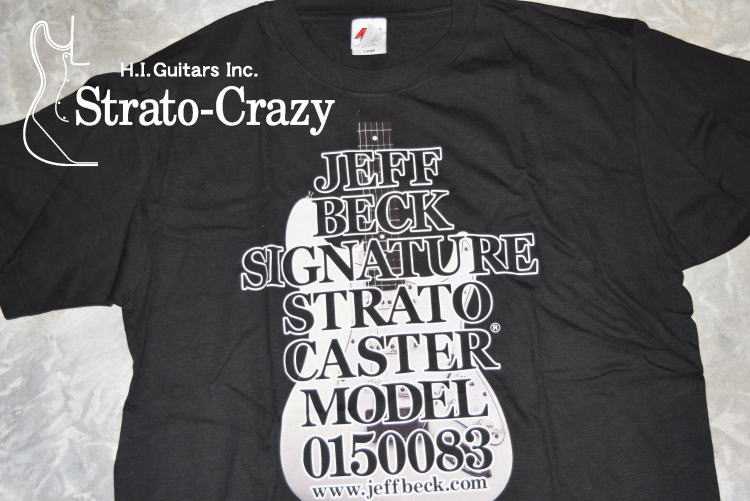 H.I.Guitars Inc.
Strato-Crazy
JEFF
BECK
SIGNATURE
STRATO
CASTER®
MODEL
0150083
www.jeffbeck.com